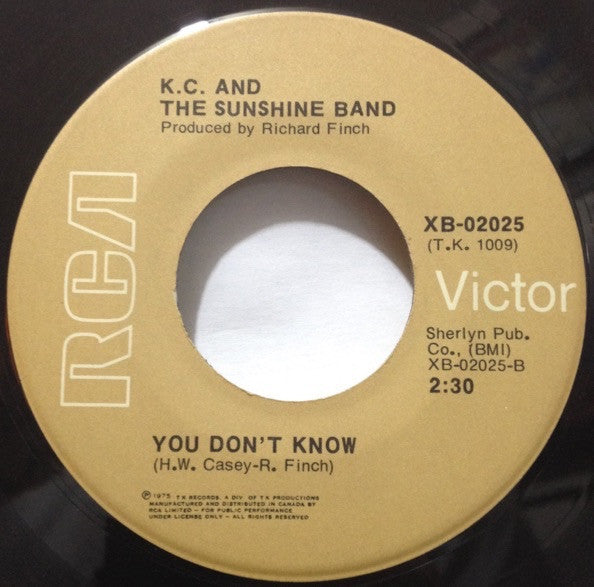 K.C. AND
THE SUNSHINE BAND
Produced by Richard Finch
RCA
XB-02025
(T.K. 1009)
Victor
Sherlyn Pub.
Co., (BMI)
XB-02025-B
2:30
YOU DON'T KNOW
(H.W. Casey-R. Finch)
℗ 1975 T.K. RECORDS, A DIV. OF T.K. PRODUCTIONS
MANUFACTURED AND DISTRIBUTED IN CANADA BY
RCA LIMITED – FOR PUBLIC PERFORMANCE
UNDER LICENSE ONLY – ALL RIGHTS RESERVED